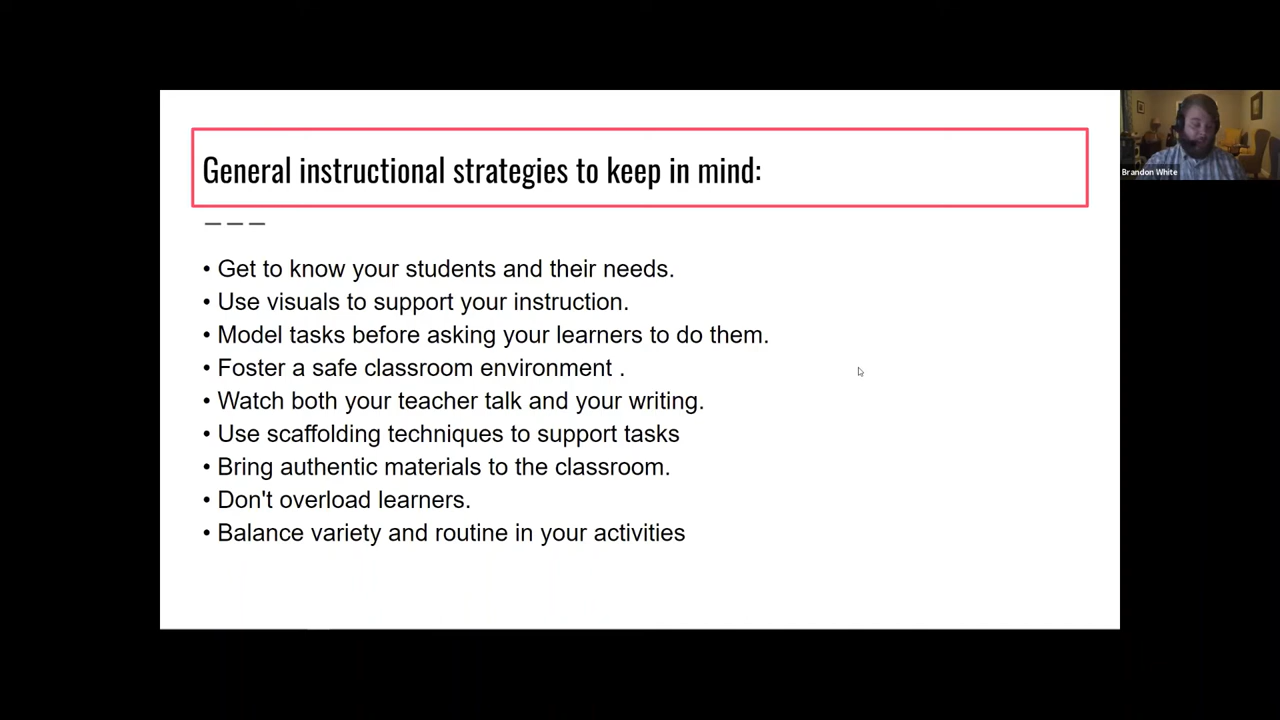 General instructional strategies to keep in mind:
• Get to know your students and their needs.
• Use visuals to support your instruction.
• Model tasks before asking your learners to do them.
• Foster a safe classroom environment .
• Watch both your teacher talk and your writing.
• Use scaffolding techniques to support tasks
• Bring authentic materials to the classroom.
• Don't overload learners.
• Balance variety and routine in your activities
Brandon White